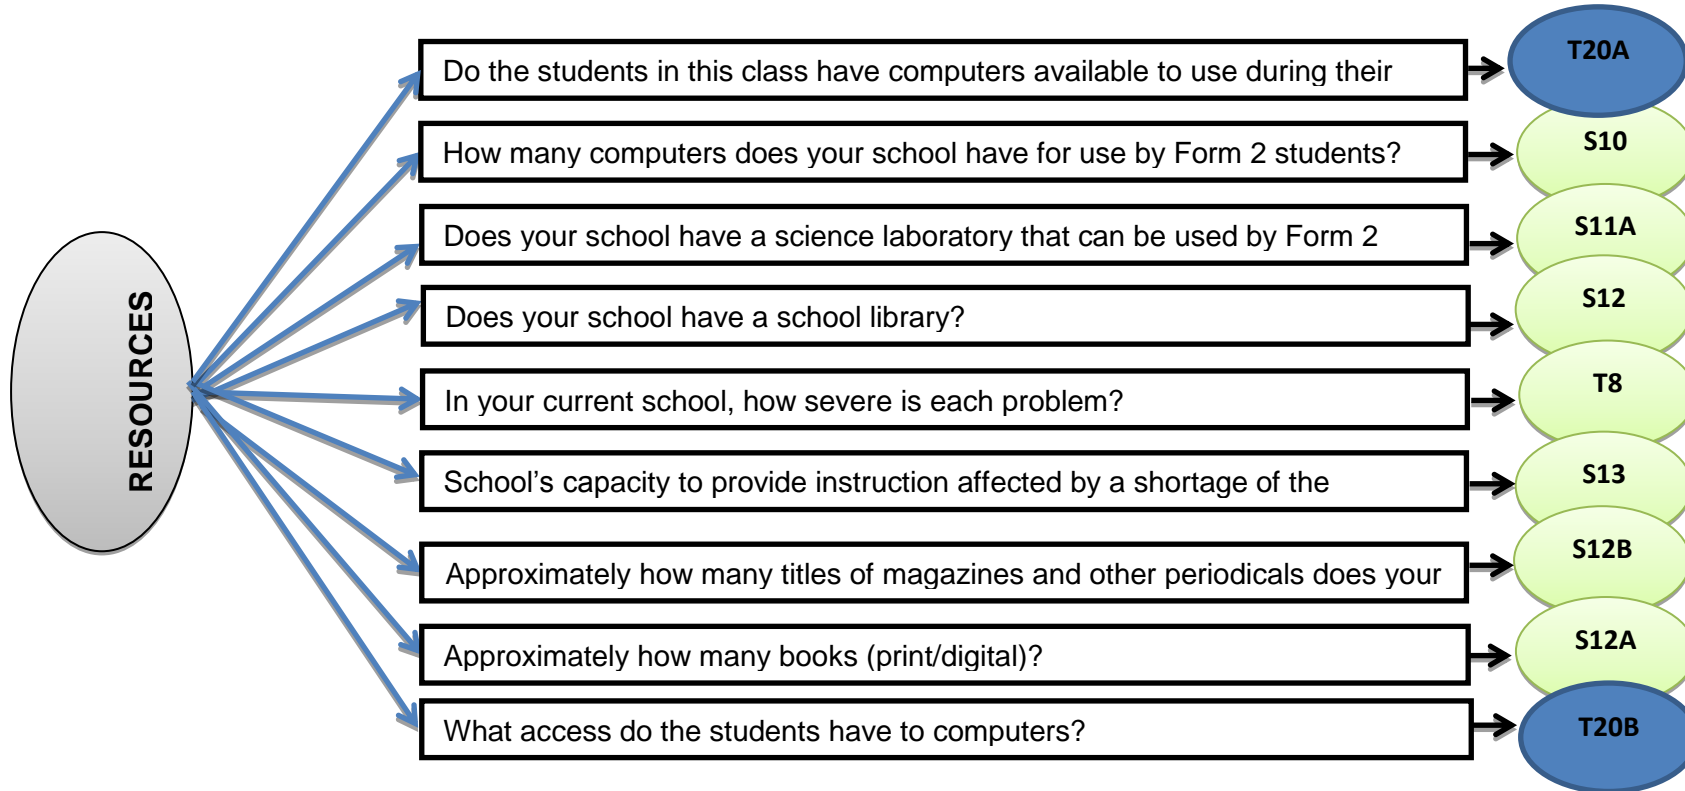 RESOURCES
Do the students in this class have computers available to use during their
T20A
How many computers does your school have for use by Form 2 students?
S10
Does your school have a science laboratory that can be used by Form 2
S11A
Does your school have a school library?
S12
In your current school, how severe is each problem?
T8
School’s capacity to provide instruction affected by a shortage of the
S13
Approximately how many titles of magazines and other periodicals does your
S12B
Approximately how many books (print/digital)?
S12A
What access do the students have to computers?
T20B